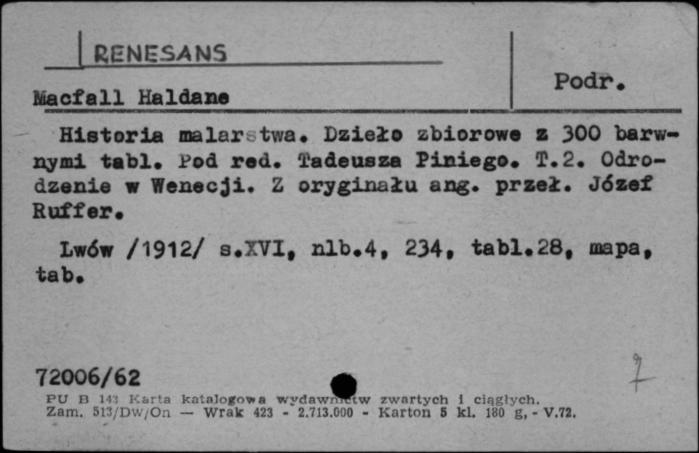 RENESANS
Podr.
Macfall Haldane
Historia malarstwa. Dzieło zbiorowe z 300 barw-
nymi tabl. Pod red. Tadeusza Piniego. T.2. Odro-
dzenie w Wenecji. Z oryginału ang. przeł. Józef
Ruffer.
Lwów /1912/ s.XVI, nlb.4, 234, tabl.28, mapa,
tab.
72006/62
PU B 143 Karta katalogowa wydawnictw zwartych i ciągłych.
Zam. 513/Dw/On — Wrak 423 - 2.713.000 - Karton 5 kl. 180 g, - V.72.